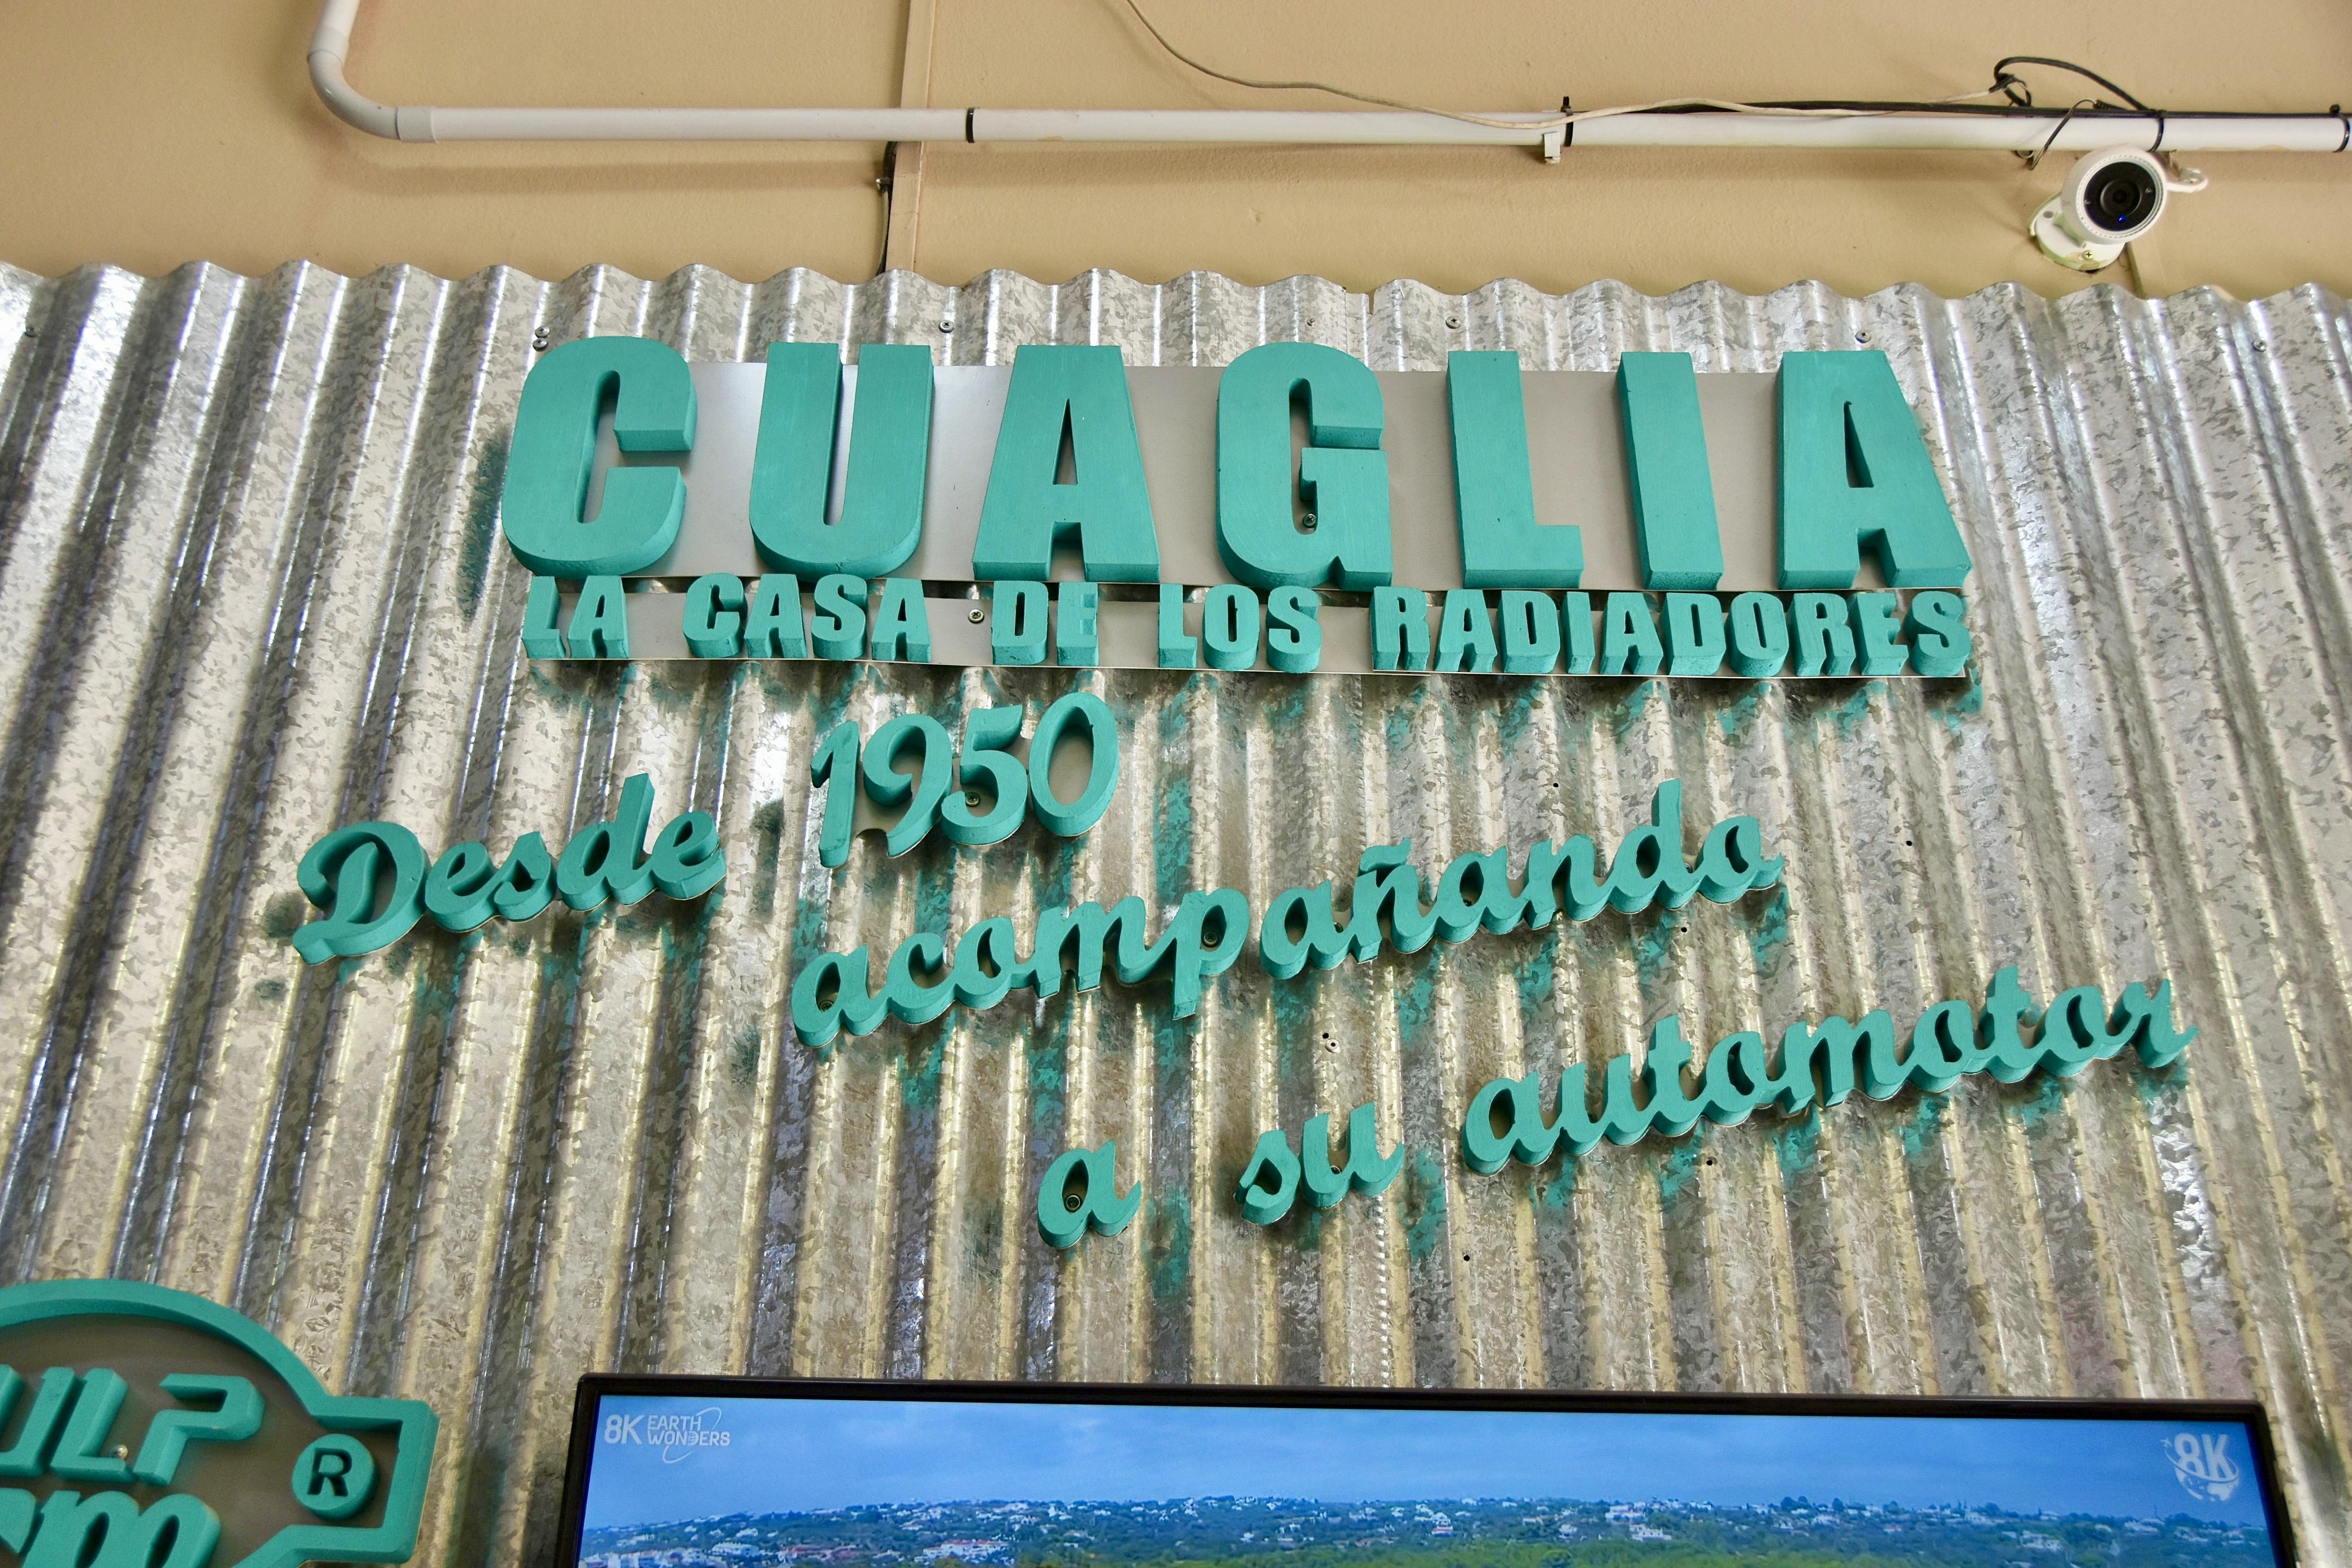 CUAGLIA
LA CASA DE LOS RADIADORES
Desde 1950
acompañando
a su automotor
®
8K EARTH
WONDERS
8K